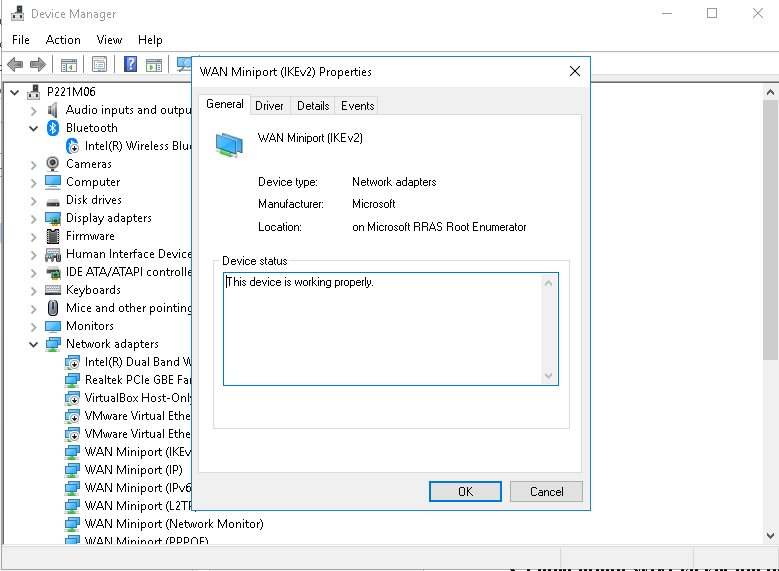 Device Manager
File Action View Help
WAN Miniport (IKEv2) Properties
General Driver Details Events
WAN Miniport (IKEv2)
Device type: Network adapters
Manufacturer: Microsoft
Location: on Microsoft RRAS Root Enumerator
Device status
This device is working properly.
OK Cancel
P221M06
Audio inputs and outpu
Bluetooth
Intel(R) Wireless Blu
Cameras
Computer
Disk drives
Display adapters
Firmware
Human Interface Device
IDE ATA/ATAPI controlle
Keyboards
Mice and other pointing
Monitors
Network adapters
Intel(R) Dual Band W
Realtek PCIe GBE Fa
VirtualBox Host-Only
VMware Virtual Ethe
VMware Virtual Ethe
WAN Miniport (IKEv
WAN Miniport (IP)
WAN Miniport (IPv6
WAN Miniport (L2TP
WAN Miniport (Network Monitor)
WAN Miniport (PPPOE)